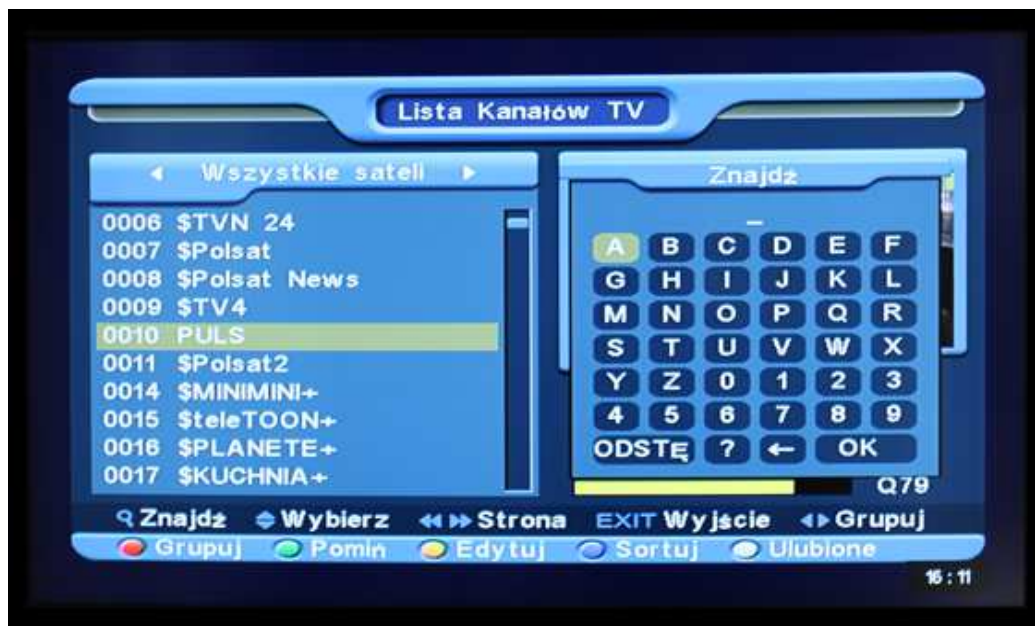 Lista Kanałów TV
Wszystkie sateli
0006 $TVN 24
0007 $Polsat
0008 $Polsat News
0009 $TV4
0010 PULS
0011 $Polsat2
0014 $MINIMINI+
0015 $teleTOON+
0016 $PLANETE+
0017 $KUCHNIA+
Znajdź
_
A B C D E F
G H I J K L
M N O P Q R
S T U V W X
Y Z 0 1 2 3
4 5 6 7 8 9
ODSTĘ ? ← OK
Q79
Znajdź Wybierz Strona EXIT Wyjście Grupuj
Grupuj Pomiń Edytuj Sortuj Ulubione
16:11